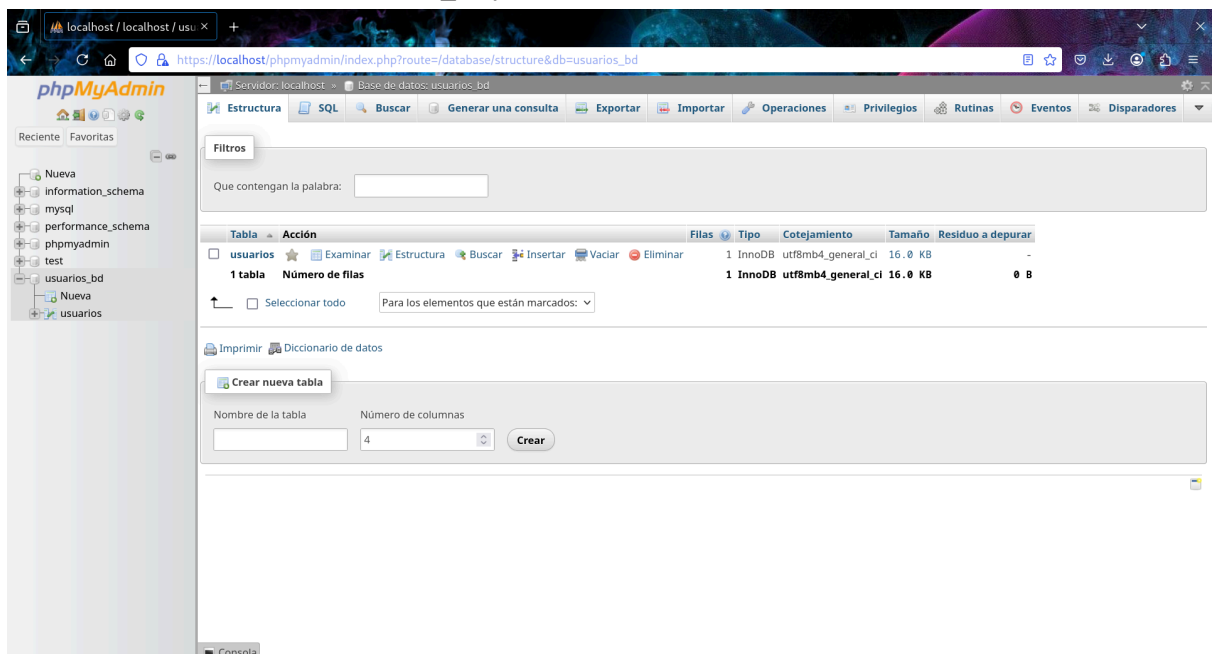 localhost / localhost / usu
https://localhost/phpmyadmin/index.php?route=/database/structure&db=usuarios_bd
phpMyAdmin
Reciente Favoritas
Nueva
information_schema
mysql
performance_schema
phpmyadmin
test
usuarios_bd
Nueva
usuarios
Servidor: localhost » Base de datos: usuarios_bd
Estructura SQL Buscar Generar una consulta Exportar Importar Operaciones Privilegios Rutinas Eventos Disparadores
Filtros
Que contengan la palabra:
Tabla Acción Filas Tipo Cotejamiento Tamaño Residuo a depurar
usuarios Examinar Estructura Buscar Insertar Vaciar Eliminar 1 InnoDB utf8mb4_general_ci 16.0 KB -
1 tabla Número de filas 1 InnoDB utf8mb4_general_ci 16.0 KB 0 B
Seleccionar todo Para los elementos que están marcados:
Imprimir Diccionario de datos
Crear nueva tabla
Nombre de la tabla Número de columnas
4 Crear
Consola